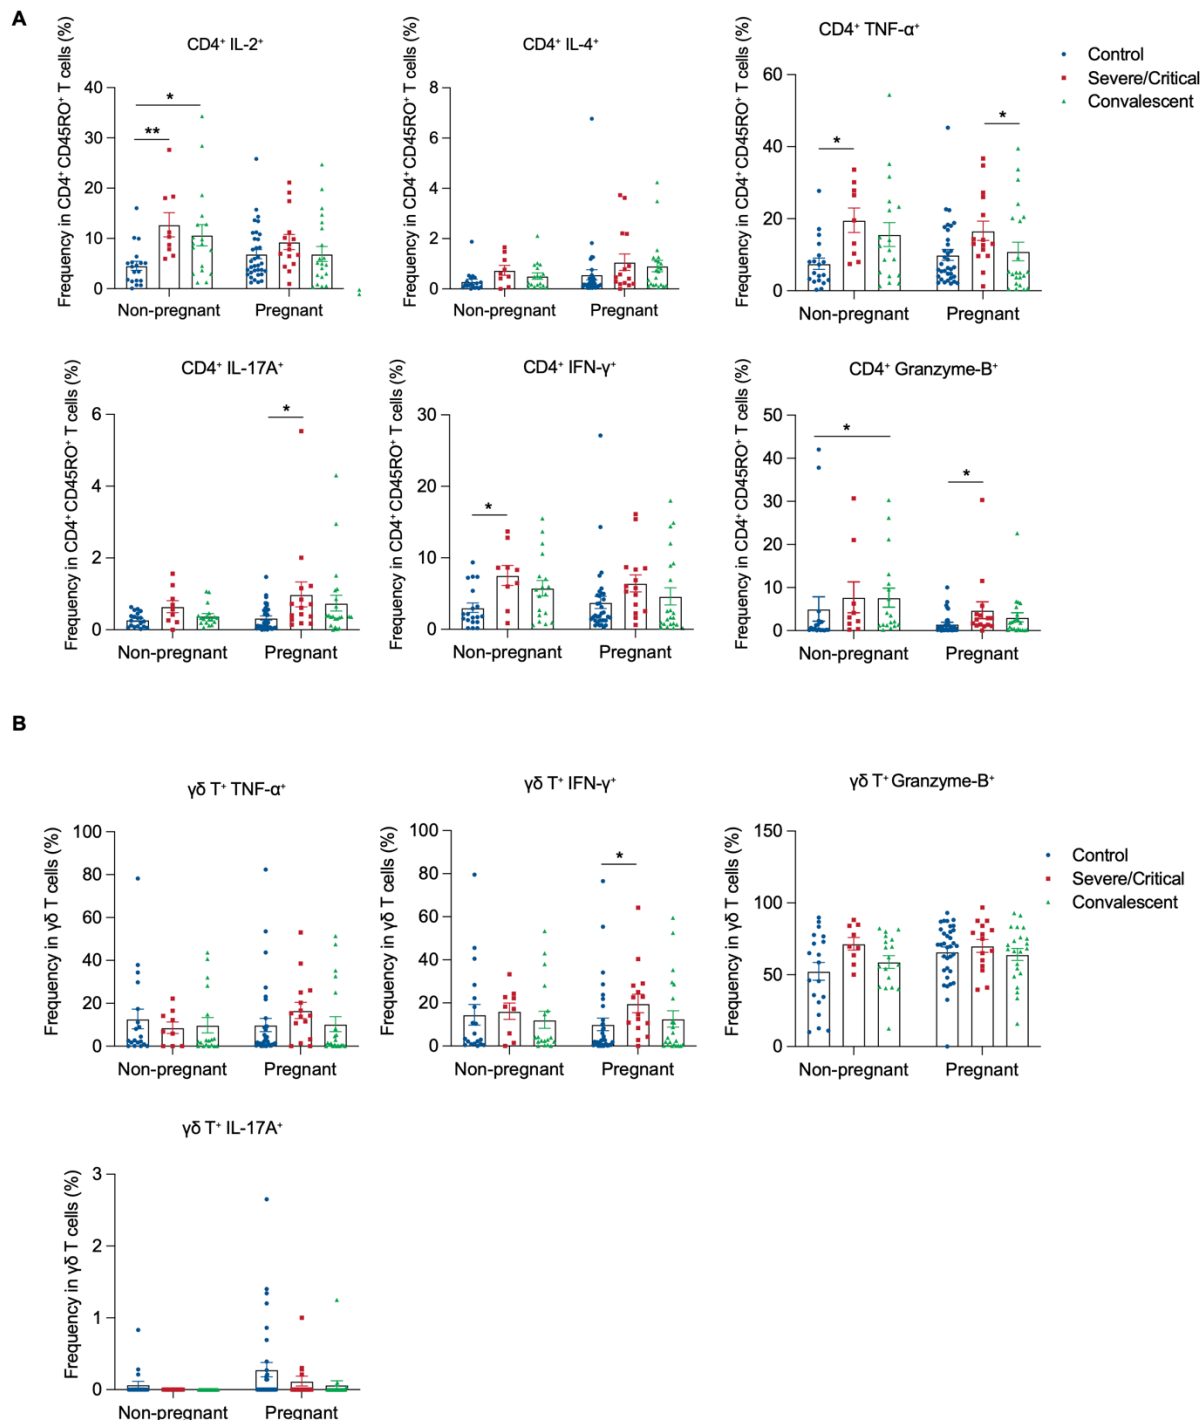 A
CD4⁺ IL-2⁺
Frequency in CD4⁺ CD45RO⁺ T cells (%)
40
30
20
10
0
*
**
Non-pregnant Pregnant
CD4⁺ IL-4⁺
Frequency in CD4⁺ CD45RO⁺ T cells (%)
8
6
4
2
0
Non-pregnant Pregnant
CD4⁺ TNF-α⁺
Frequency in CD4⁺ CD45RO⁺ T cells (%)
60
40
20
0
*
*
Non-pregnant Pregnant
Control
Severe/Critical
Convalescent
CD4⁺ IL-17A⁺
Frequency in CD4⁺ CD45RO⁺ T cells (%)
6
4
2
0
*
Non-pregnant Pregnant
CD4⁺ IFN-γ⁺
Frequency in CD4⁺ CD45RO⁺ T cells (%)
30
20
10
0
*
Non-pregnant Pregnant
CD4⁺ Granzyme-B⁺
Frequency in CD4⁺ CD45RO⁺ T cells (%)
50
40
30
20
10
0
*
*
Non-pregnant Pregnant
B
γδ T⁺ TNF-α⁺
Frequency in γδ T cells (%)
100
80
60
40
20
0
Non-pregnant Pregnant
γδ T⁺ IFN-γ⁺
Frequency in γδ T cells (%)
100
80
60
40
20
0
*
Non-pregnant Pregnant
γδ T⁺ Granzyme-B⁺
Frequency in γδ T cells (%)
150
100
50
0
Non-pregnant Pregnant
Control
Severe/Critical
Convalescent
γδ T⁺ IL-17A⁺
Frequency in γδ T cells (%)
3
2
1
0
Non-pregnant Pregnant